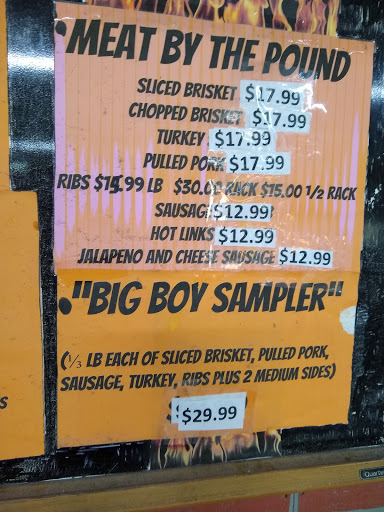 "MEAT BY THE POUND
SLICED BRISKET $17.99
CHOPPED BRISKET $17.99
TURKEY $17.99
PULLED PORK $17.99
RIBS $15.99 LB $30.00 RACK $15.00 1/2 RACK
SAUSAGE $12.99
HOT LINKS $12.99
JALAPENO AND CHEESE SAUSAGE $12.99
"BIG BOY SAMPLER"
(1/3 LB EACH OF SLICED BRISKET, PULLED PORK,
SAUSAGE, TURKEY, RIBS PLUS 2 MEDIUM SIDES)
$29.99
S